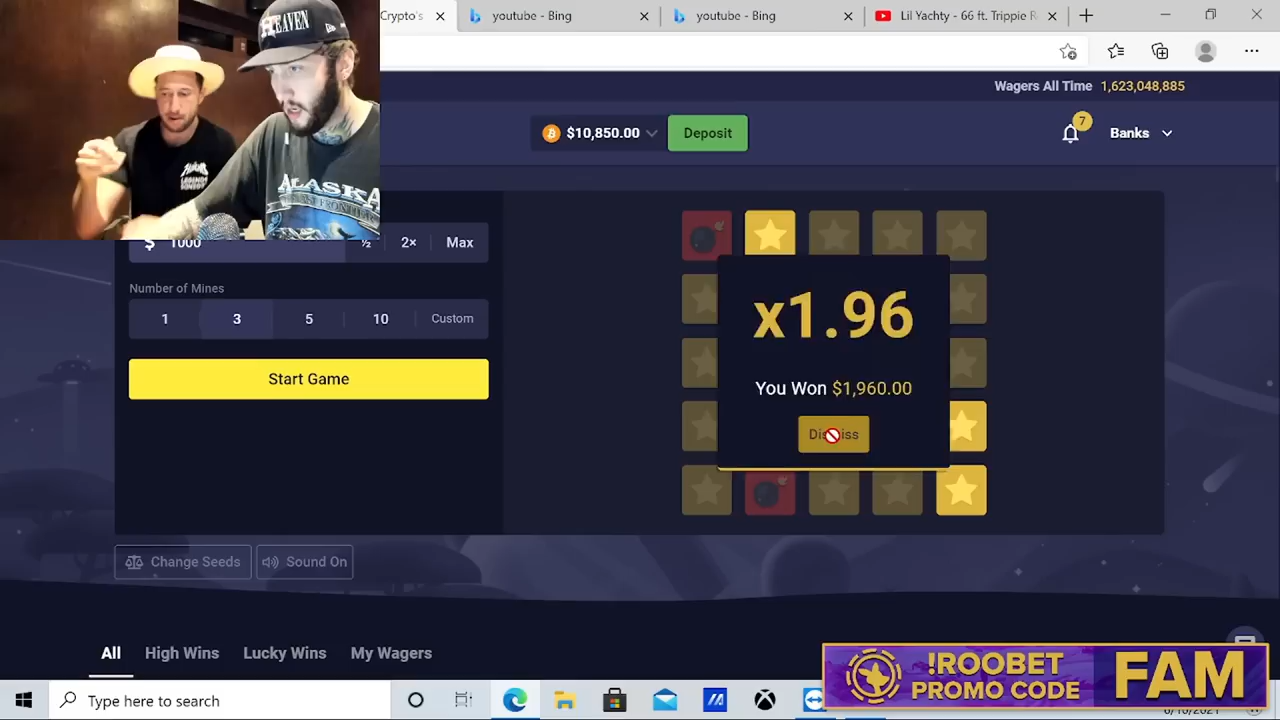 Crypto's
youtube - Bing
youtube - Bing
Lil Yachty - 66 ft. Trippie R
HEAVEN
ALASKA
Wagers All Time 1,623,048,885
$10,850.00
Deposit
7
Banks
$ 1000
½ 2× Max
Number of Mines
1 3 5 10 Custom
Start Game
x1.96
You Won $1,960.00
Change Seeds
Sound On
All High Wins Lucky Wins My Wagers
!ROOBET
PROMO CODE
FAM
Type here to search